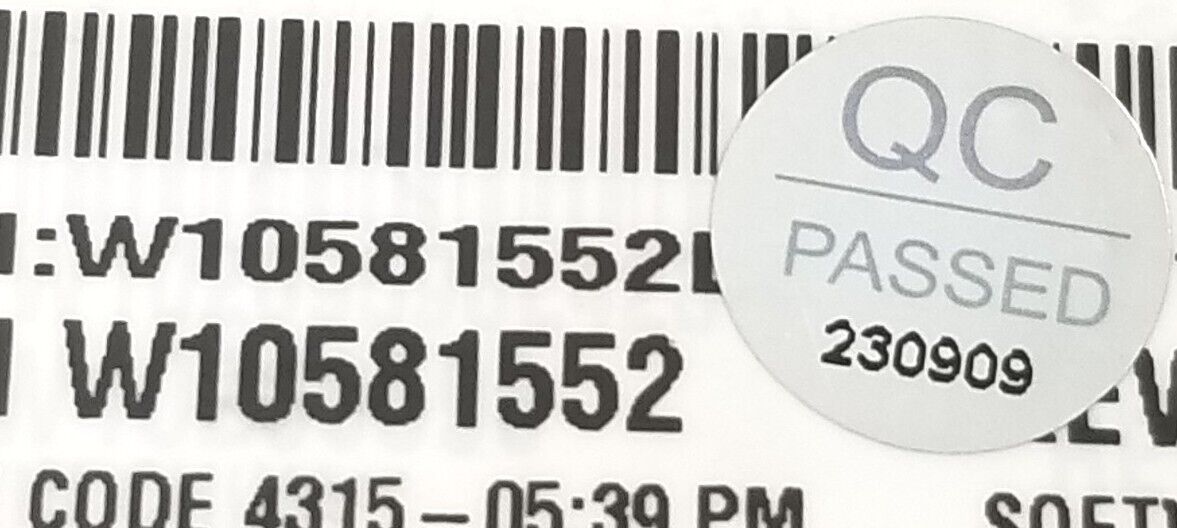 :W10581552
W10581552
CODE 4315-05:39 PM
QC
PASSED
230909